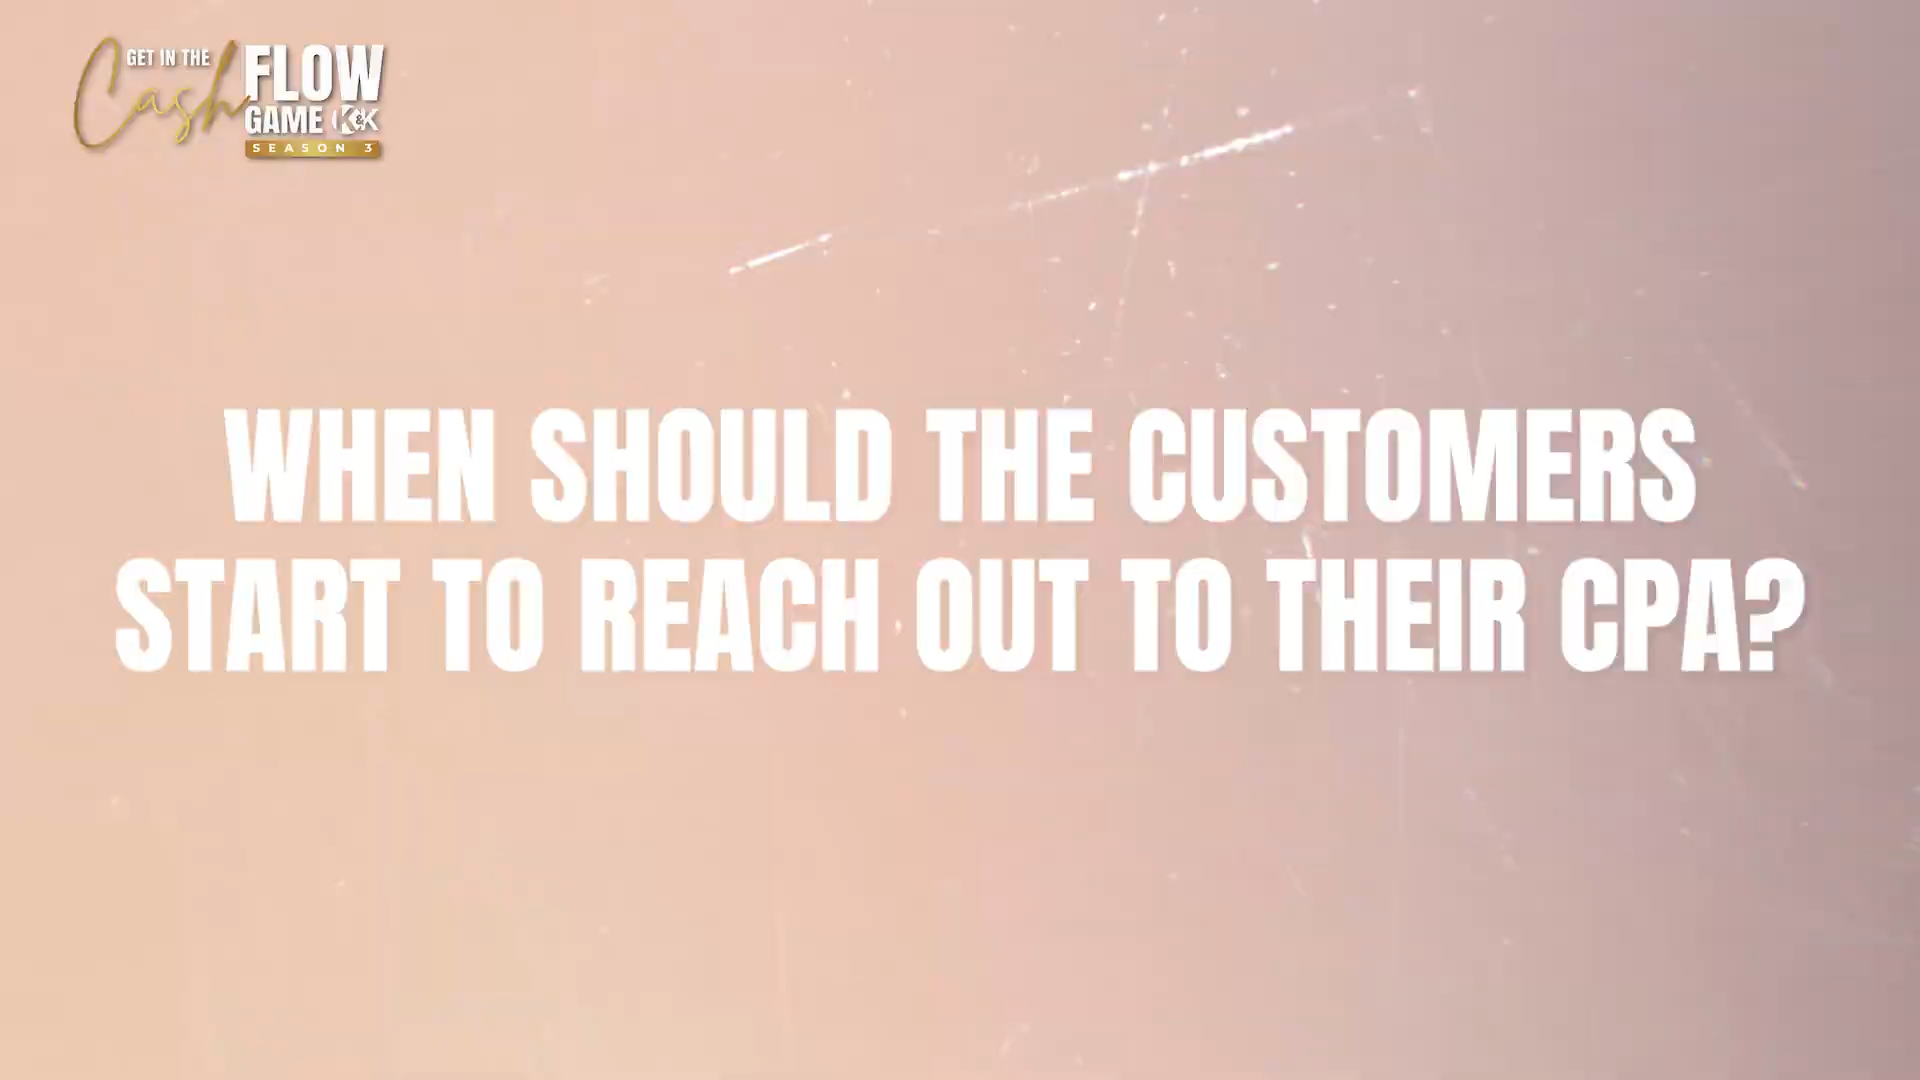 GET IN THE
Cash FLOW
GAME K&K
SEASON 3
WHEN SHOULD THE CUSTOMERS
START TO REACH OUT TO THEIR CPA?